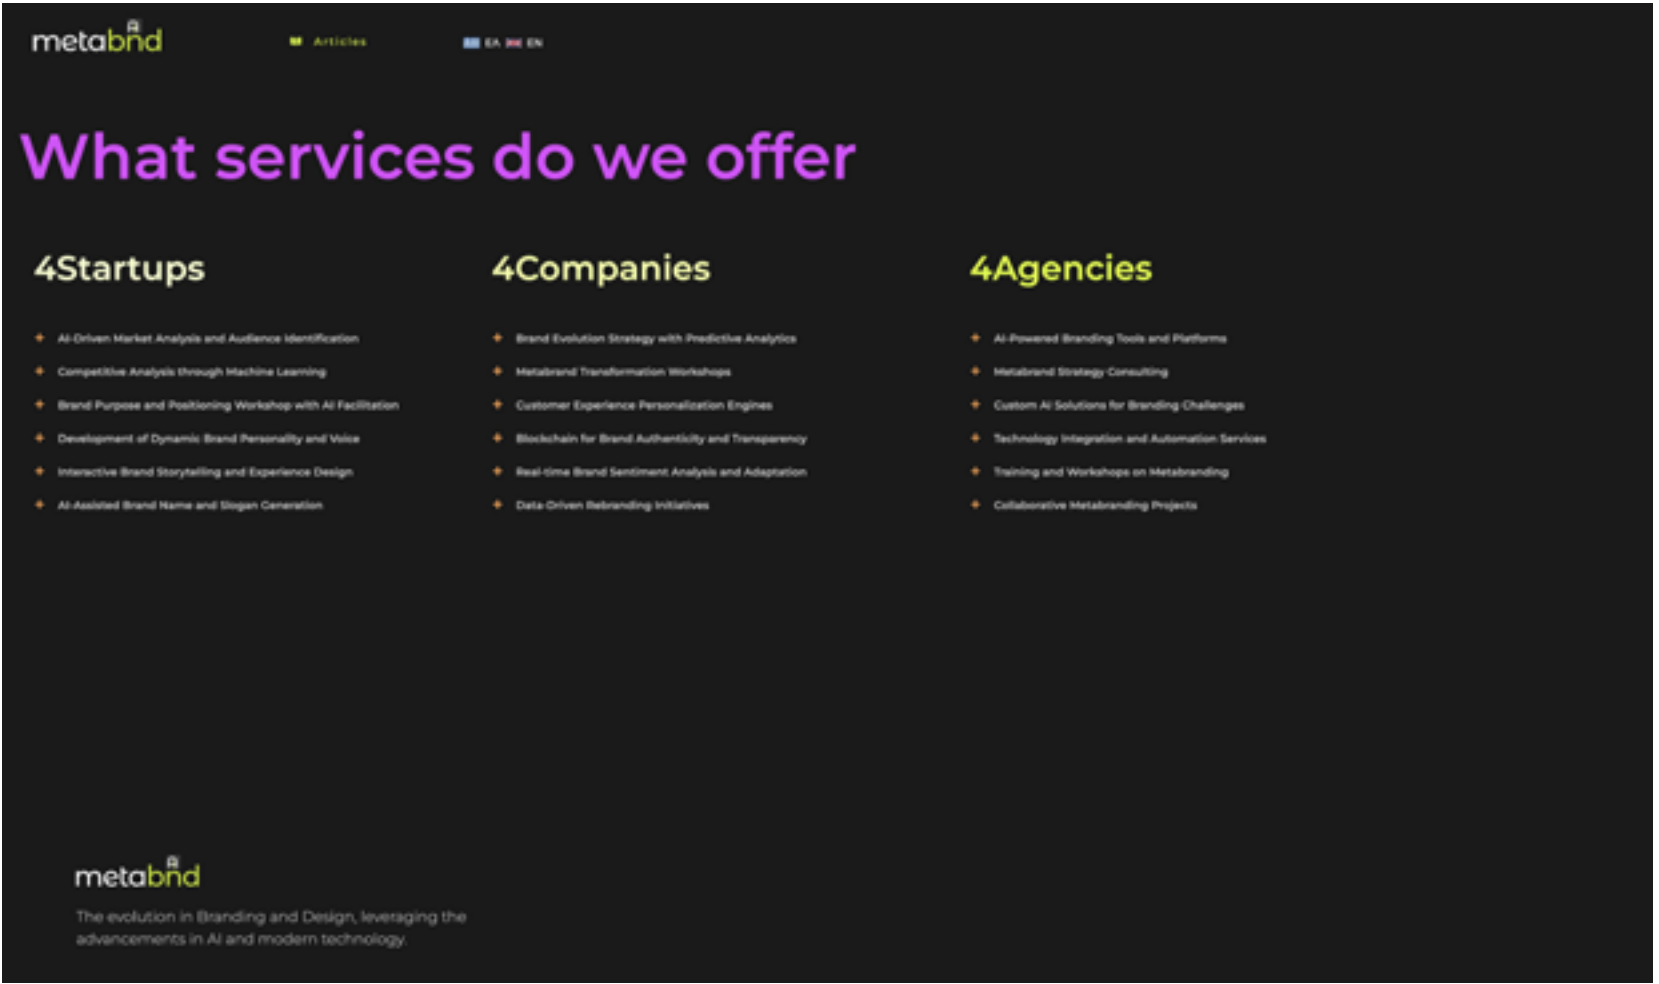 metabnd
Articles
ΕΛ EN
What services do we offer
4Startups
AI-Driven Market Analysis and Audience Identification
Competitive Analysis through Machine Learning
Brand Purpose and Positioning Workshop with AI Facilitation
Development of Dynamic Brand Personality and Voice
Interactive Brand Storytelling and Experience Design
AI-Assisted Brand Name and Slogan Generation
4Companies
Brand Evolution Strategy with Predictive Analytics
Metabrand Transformation Workshops
Customer Experience Personalization Engines
Blockchain for Brand Authenticity and Transparency
Real-time Brand Sentiment Analysis and Adaptation
Data-Driven Rebranding Initiatives
4Agencies
AI-Powered Branding Tools and Platforms
Metabrand Strategy Consulting
Custom AI Solutions for Branding Challenges
Technology Integration and Automation Services
Training and Workshops on Metabranding
Collaborative Metabranding Projects
metabnd
The evolution in Branding and Design, leveraging the
advancements in AI and modern technology.